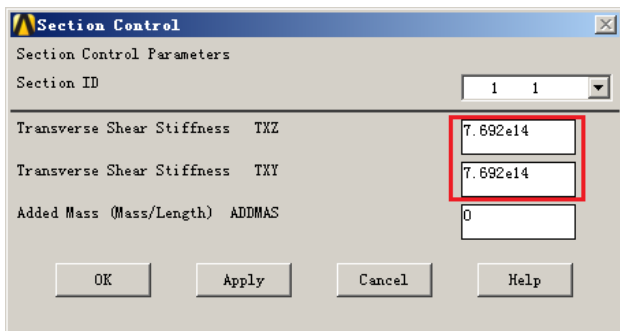 Section Control
Section Control Parameters
Section ID 1 1
Transverse Shear Stiffness TXZ 7.692e14
Transverse Shear Stiffness TXY 7.692e14
Added Mass (Mass/Length) ADDMAS 0
OK Apply Cancel Help